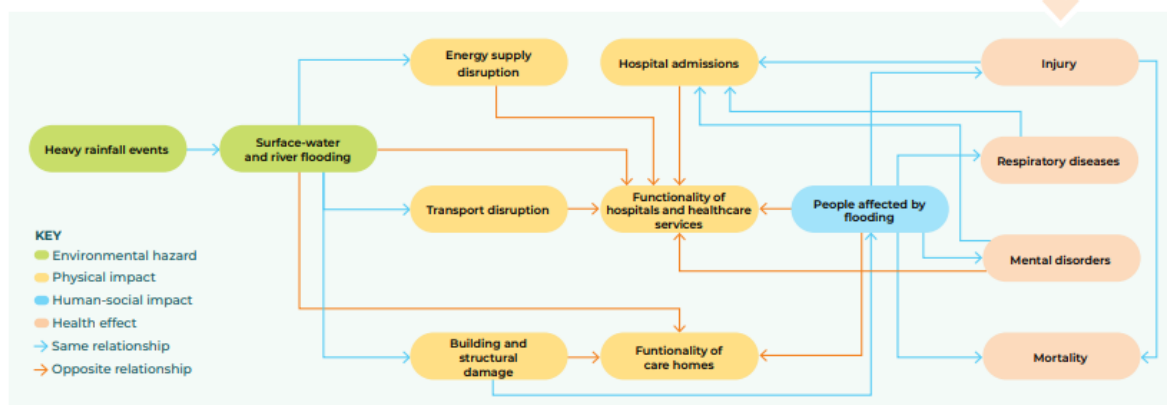 Energy supply
disruption
Hospital admissions
Injury
Heavy rainfall events
Surface-water
and river flooding
Respiratory diseases
Transport disruption
Functionality of
hospitals and healthcare
services
People affected by
flooding
KEY
Environmental hazard
Physical impact
Human-social impact
Health effect
Same relationship
Opposite relationship
Mental disorders
Building and
structural
damage
Funtionality of
care homes
Mortality